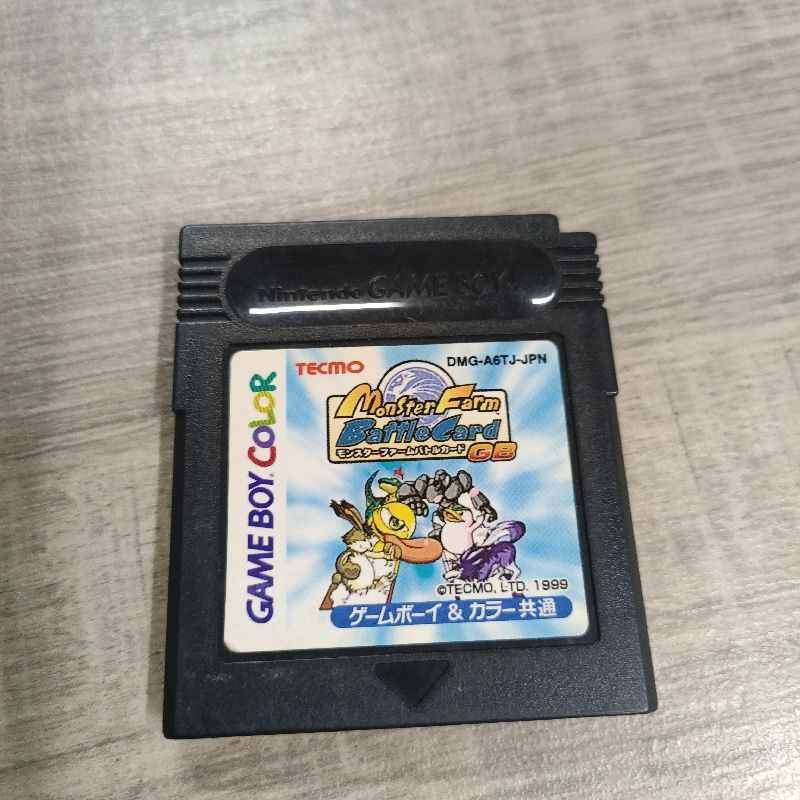 Nintendo GAME BOY
GAME BOY COLOR
TECMO
DMG-A6TJ-JPN
Monster Farm
Battle Card
モンスターファームバトルカード
GB
©TECMO, LTD. 1999
ゲームボーイ & カラー共通